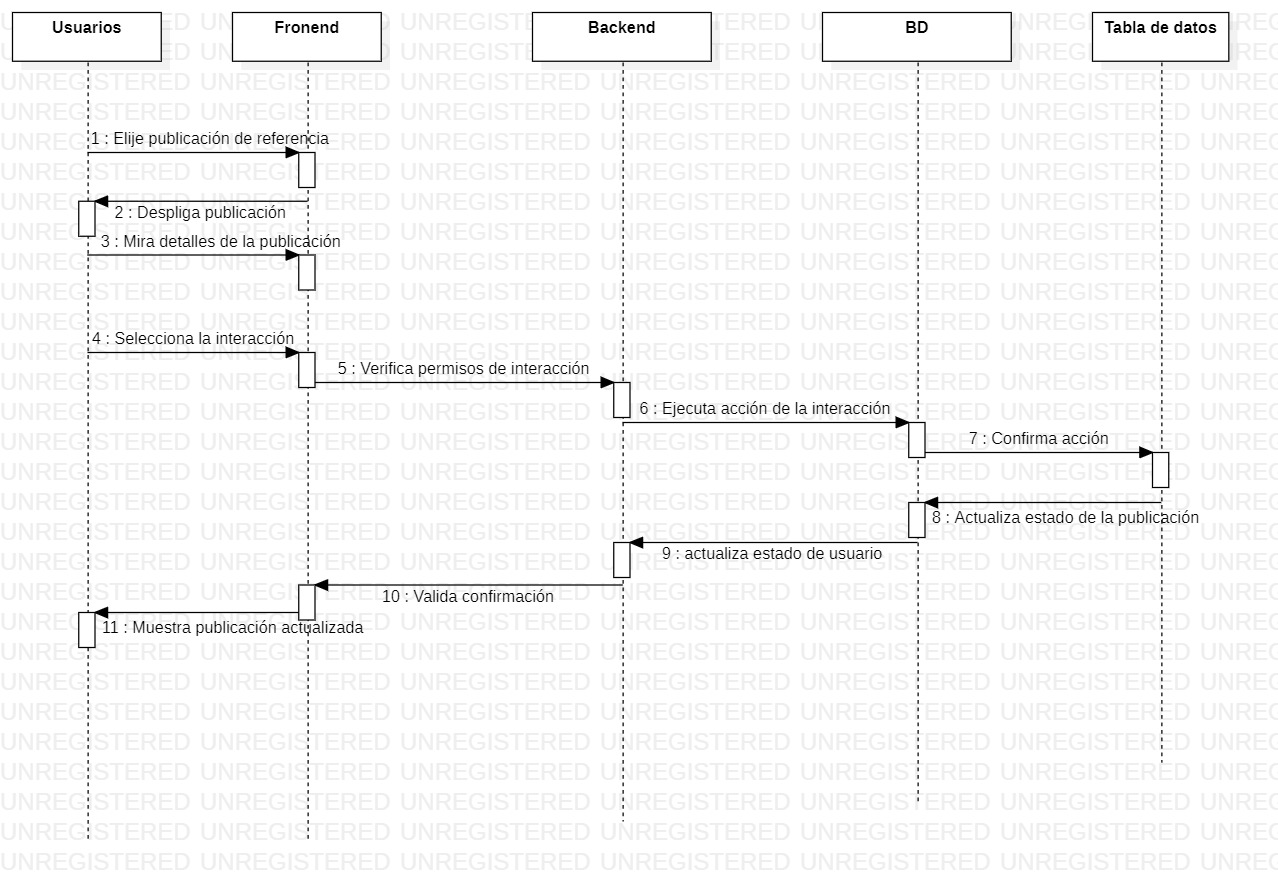 Usuarios
Fronend
Backend
BD
Tabla de datos
1 : Elije publicación de referencia
2 : Despliga publicación
3 : Mira detalles de la publicación
4 : Selecciona la interacción
5 : Verifica permisos de interacción
6 : Ejecuta acción de la interacción
7 : Confirma acción
8 : Actualiza estado de la publicación
9 : actualiza estado de usuario
10 : Valida confirmación
11 : Muestra publicación actualizada
UNREGISTERED